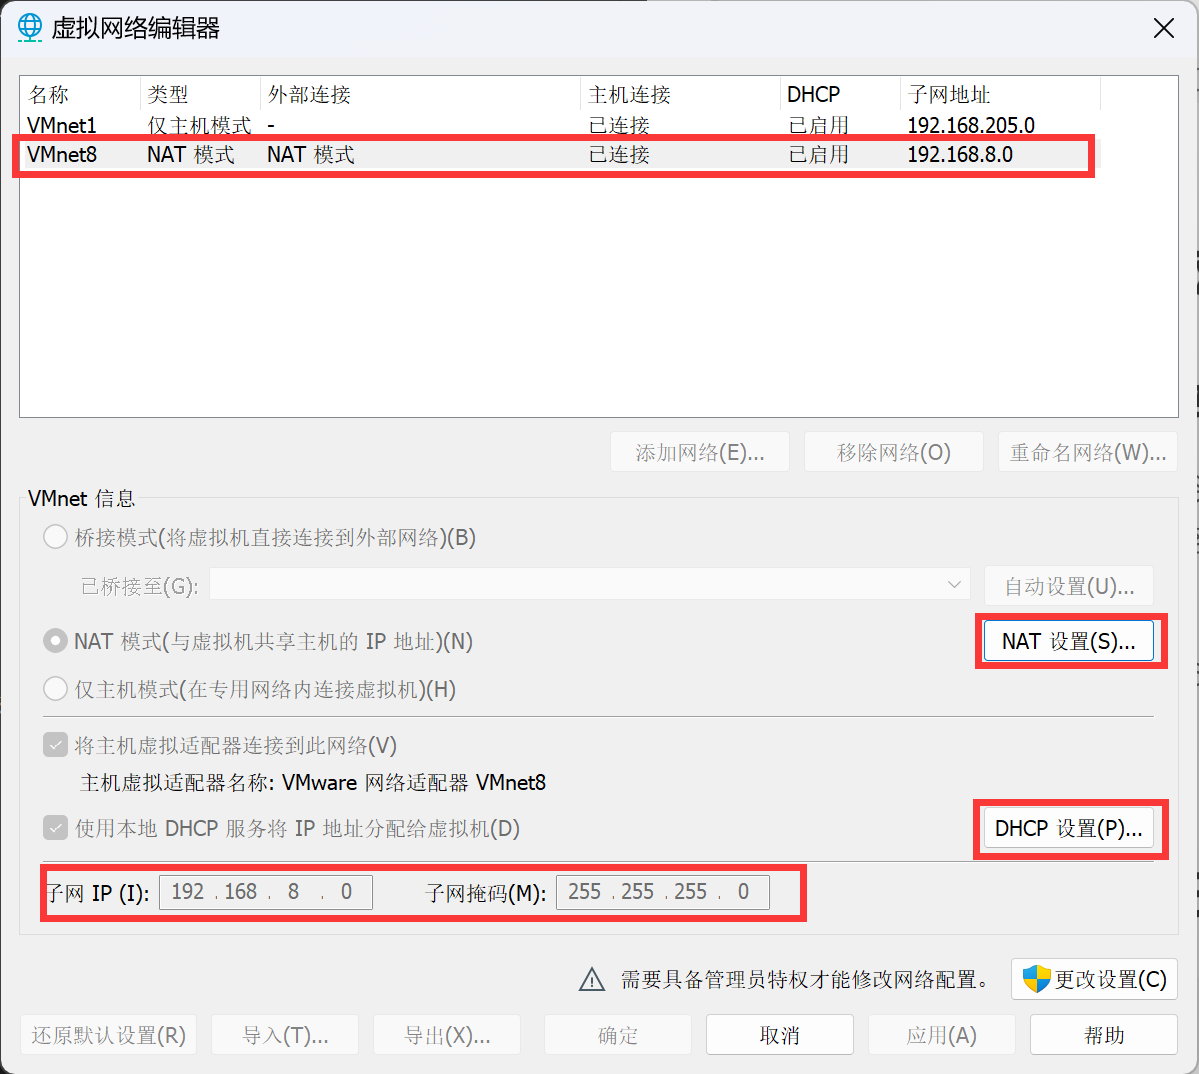 虚拟网络编辑器
名称 类型 外部连接 主机连接 DHCP 子网地址
VMnet1 仅主机模式 - 已连接 已启用 192.168.205.0
VMnet8 NAT 模式 NAT 模式 已连接 已启用 192.168.8.0
添加网络(E)... 移除网络(O) 重命名网络(W)...
VMnet 信息
桥接模式(将虚拟机直接连接到外部网络)(B)
已桥接至(G): 自动设置(U)...
NAT 模式(与虚拟机共享主机的 IP 地址)(N) NAT 设置(S)...
仅主机模式(在专用网络内连接虚拟机)(H)
将主机虚拟适配器连接到此网络(V)
主机虚拟适配器名称: VMware 网络适配器 VMnet8
使用本地 DHCP 服务将 IP 地址分配给虚拟机(D) DHCP 设置(P)...
子网 IP (I): 192 . 168 . 8 . 0 子网掩码(M): 255 . 255 . 255 . 0
需要具备管理员特权才能修改网络配置。 更改设置(C)
还原默认设置(R) 导入(T)... 导出(X)... 确定 取消 应用(A) 帮助